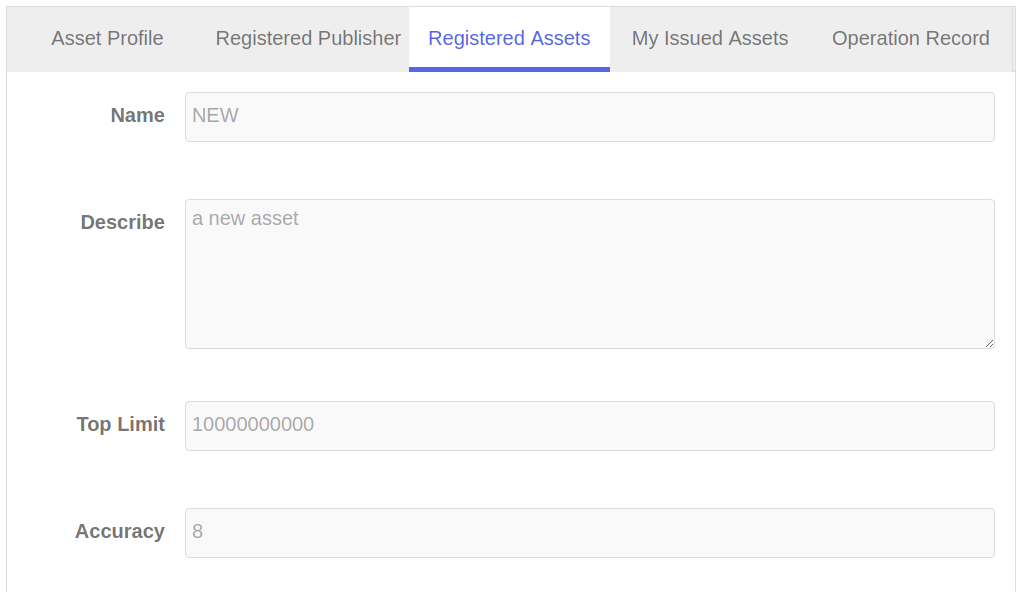 Asset Profile Registered Publisher Registered Assets My Issued Assets Operation Record
Name NEW
Describe a new asset
Top Limit 10000000000
Accuracy 8